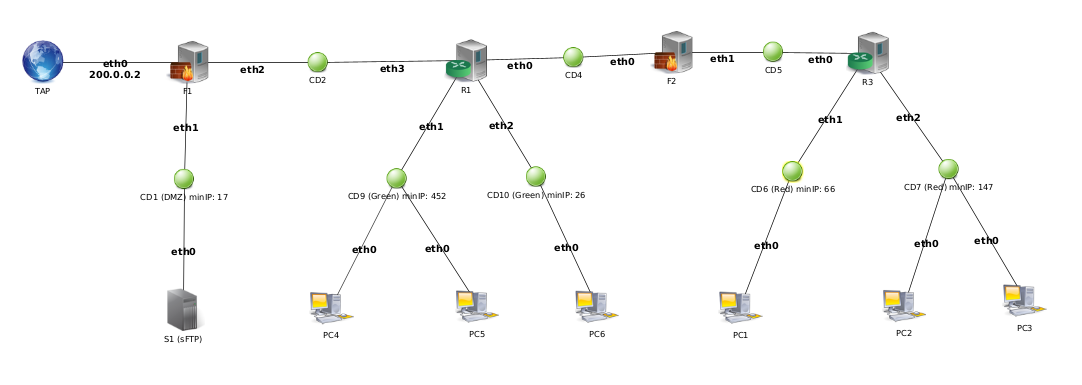 eth0
200.0.0.2
TAP
F1
eth2
CD2
eth3
R1
eth0
CD4
eth0
F2
eth1
CD5
eth0
R3
eth1
eth1
eth2
eth1
eth2
CD1 (DMZ) minIP: 17
CD9 (Green) minIP: 452
CD10 (Green) minIP: 26
CD6 (Red) minIP: 66
CD7 (Red) minIP: 147
eth0
eth0
eth0
eth0
eth0
eth0
eth0
S1 (sFTP)
PC4
PC5
PC6
PC1
PC2
PC3